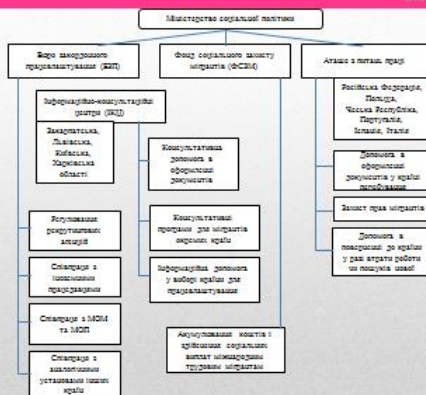 Міністерство соціальної політики
Бюро закордонного
працевлаштування (БЗП)
Фонд соціального захисту
мігрантів (ФСЗМ)
Аташе з питань праці
Інформаційно-консультаційні
центри (ІКЦ)
Закарпатська,
Львівська,
Київська,
Харківська
області
Консультативна
допомога в
оформленні
документів
Російська Федерація,
Польща,
Чеська Республіка,
Португалія,
Іспанія, Італія
Допомога в
оформленні
документів у країні
перебування
Захист прав мігрантів
Допомога в
поверненні до країни
у разі втрати роботи
чи пошуків нової
Регулювання
рекрутингових
агенцій
Консультативні
програми для мігрантів
окремих країн
Співпраця з
іноземними
працедавцями
Інформаційна допомога
у виборі країни для
працевлаштування
Співпраця з МОМ
та МОП
Акумулювання коштів і
здійснення соціальних
виплат міжнародним
трудовим мігрантам
Співпраця з
аналогічними
установами інших
країн